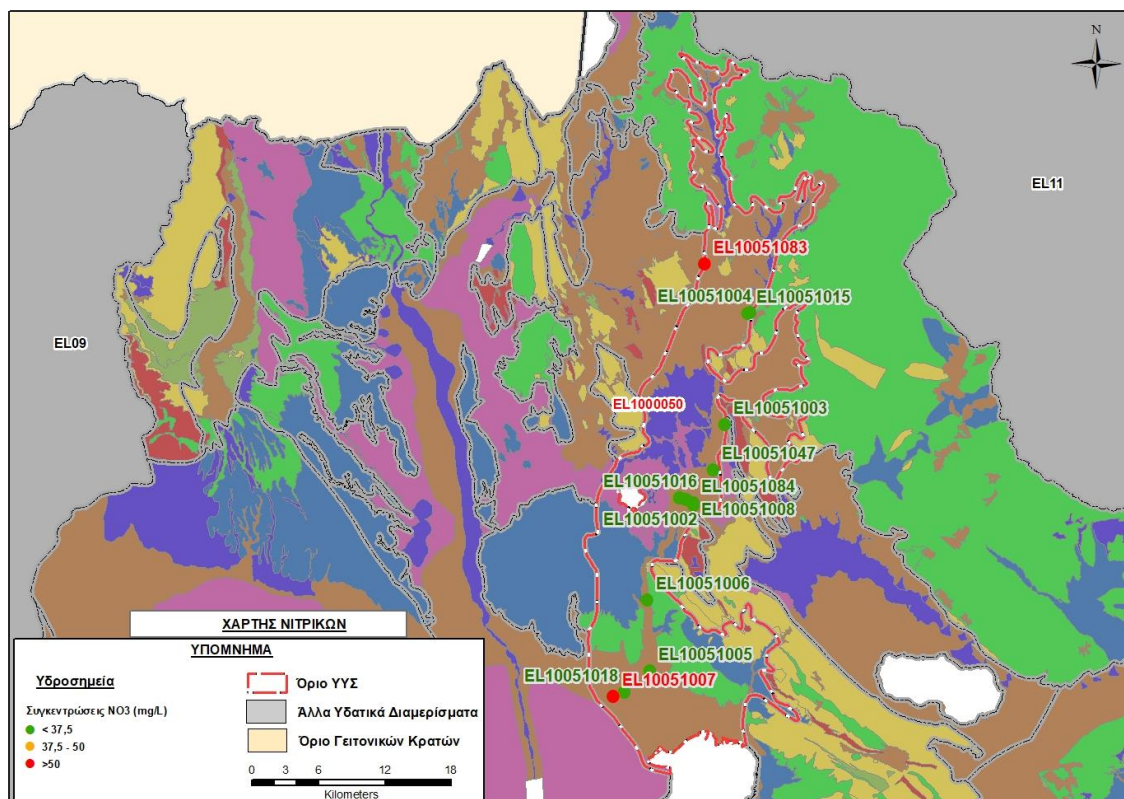 N
EL11
EL10051083
EL10051004
EL10051015
EL09
EL1000050
EL10051003
EL10051047
EL10051016
EL10051084
EL10051008
EL10051002
EL10051006
EL10051005
EL10051018
EL10051007
ΧΑΡΤΗΣ ΝΙΤΡΙΚΩΝ
ΥΠΟΜΝΗΜΑ
Υδροσημεία
Συγκεντρώσεις NO3 (mg/L)
< 37,5
37,5 - 50
>50
Όριο ΥΥΣ
Άλλα Υδατικά Διαμερίσματα
Όριο Γειτονικών Κρατών
0 3 6 12 18
Kilometers